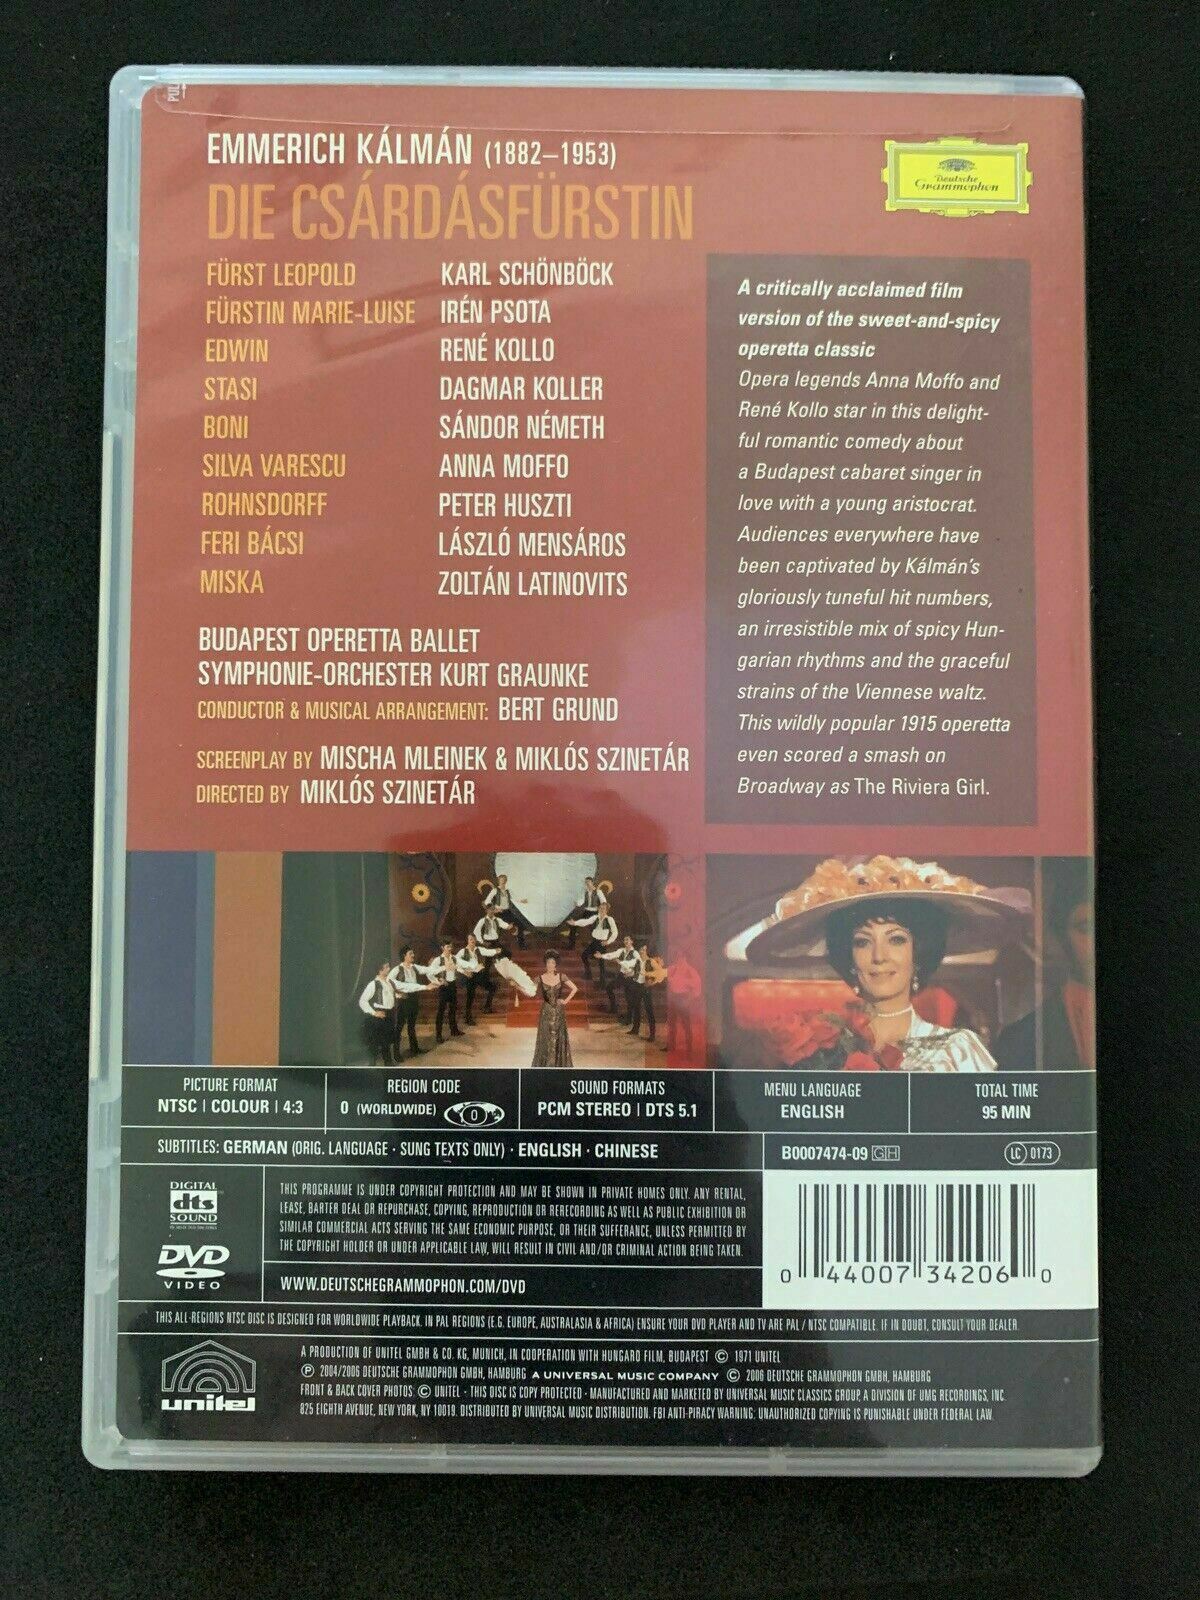 PULL
EMMERICH KÁLMÁN (1882–1953)
DIE CSÁRDÁSFÜRSTIN
Deutsche
Grammophon
FÜRST LEOPOLD KARL SCHÖNBÖCK
FÜRSTIN MARIE-LUISE IRÉN PSOTA
EDWIN RENÉ KOLLO
STASI DAGMAR KOLLER
BONI SÁNDOR NÉMETH
SILVA VARESCU ANNA MOFFO
ROHNSDORFF PETER HUSZTI
FERI BÁCSI LÁSZLÓ MENSÁROS
MISKA ZOLTÁN LATINOVITS
BUDAPEST OPERETTA BALLET
SYMPHONIE-ORCHESTER KURT GRAUNKE
CONDUCTOR & MUSICAL ARRANGEMENT: BERT GRUND
SCREENPLAY BY MISCHA MLEINEK & MIKLÓS SZINETÁR
DIRECTED BY MIKLÓS SZINETÁR
A critically acclaimed film
version of the sweet-and-spicy
operetta classic
Opera legends Anna Moffo and
René Kollo star in this delight-
ful romantic comedy about
a Budapest cabaret singer in
love with a young aristocrat.
Audiences everywhere have
been captivated by Kálmán's
gloriously tuneful hit numbers,
an irresistible mix of spicy Hun-
garian rhythms and the graceful
strains of the Viennese waltz.
This wildly popular 1915 operetta
even scored a smash on
Broadway as The Riviera Girl.
PICTURE FORMAT
NTSC | COLOUR | 4:3
REGION CODE
0 (WORLDWIDE) 0
SOUND FORMATS
PCM STEREO | DTS 5.1
MENU LANGUAGE
ENGLISH
TOTAL TIME
95 MIN
SUBTITLES: GERMAN (ORIG. LANGUAGE · SUNG TEXTS ONLY) · ENGLISH · CHINESE
B0007474-09 GH LC 0173
DIGITAL
dts
SOUND
DVD
VIDEO
THIS PROGRAMME IS UNDER COPYRIGHT PROTECTION AND MAY BE SHOWN IN PRIVATE HOMES ONLY. ANY RENTAL,
LEASE, BARTER DEAL OR REPURCHASE, COPYING, REPRODUCTION OR RERECORDING AS WELL AS PUBLIC EXHIBITION OR
SIMILAR COMMERCIAL ACTS SERVING THE SAME ECONOMIC PURPOSE, OR THEIR SUFFERANCE, UNLESS PERMITTED BY
THE COPYRIGHT HOLDER OR UNDER APPLICABLE LAW, WILL RESULT IN CIVIL AND/OR CRIMINAL ACTION BEING TAKEN.
WWW.DEUTSCHEGRAMMOPHON.COM/DVD
0 44007 34206 0
THIS ALL-REGIONS NTSC DISC IS DESIGNED FOR WORLDWIDE PLAYBACK. IN PAL REGIONS (E.G. EUROPE, AUSTRALASIA & AFRICA) ENSURE YOUR DVD PLAYER AND TV ARE PAL / NTSC COMPATIBLE. IF IN DOUBT, CONSULT YOUR DEALER.
unitel
A PRODUCTION OF UNITEL GMBH & CO. KG, MUNICH, IN COOPERATION WITH HUNGARO FILM, BUDAPEST © 1971 UNITEL
℗ 2004/2006 DEUTSCHE GRAMMOPHON GMBH, HAMBURG A UNIVERSAL MUSIC COMPANY © 2006 DEUTSCHE GRAMMOPHON GMBH, HAMBURG
FRONT & BACK COVER PHOTOS © UNITEL · THIS DISC IS COPY PROTECTED · MANUFACTURED AND MARKETED BY UNIVERSAL MUSIC CLASSICS GROUP, A DIVISION OF UMG RECORDINGS, INC.
825 EIGHTH AVENUE, NEW YORK, NY 10019. DISTRIBUTED BY UNIVERSAL MUSIC DISTRIBUTION. FBI ANTI-PIRACY WARNING: UNAUTHORIZED COPYING IS PUNISHABLE UNDER FEDERAL LAW.